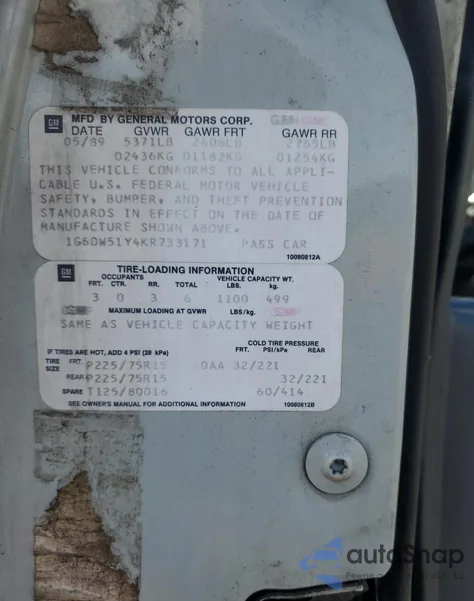 GM MFD BY GENERAL MOTORS CORP.
DATE GVWR GAWR FRT GAWR RR
05/89 5371LB 2606LB 2765LB
02436KG 01182KG 01254KG
THIS VEHICLE CONFORMS TO ALL APPLI-
CABLE U.S. FEDERAL MOTOR VEHICLE
SAFETY, BUMPER, AND THEFT PREVENTION
STANDARDS IN EFFECT ON THE DATE OF
MANUFACTURE SHOWN ABOVE.
1G6DW51Y4KR733171 PASS CAR
10080812A
GM TIRE-LOADING INFORMATION
OCCUPANTS VEHICLE CAPACITY WT.
FRT. CTR. RR. TOTAL LBS. kg.
3 0 3 6 1100 499
MAXIMUM LOADING AT GVWR LBS/kg.
SAME AS VEHICLE CAPACITY WEIGHT
COLD TIRE PRESSURE
IF TIRES ARE HOT, ADD 4 PSI (28 kPa) FRT. PSI/kPa REAR
TIRE SIZE FRT. P225/75R15 OAA 32/221
REAR P225/75R15 32/221
SPARE T125/80D16 60/414
SEE OWNER'S MANUAL FOR ADDITIONAL INFORMATION 10080812B
autoSnap